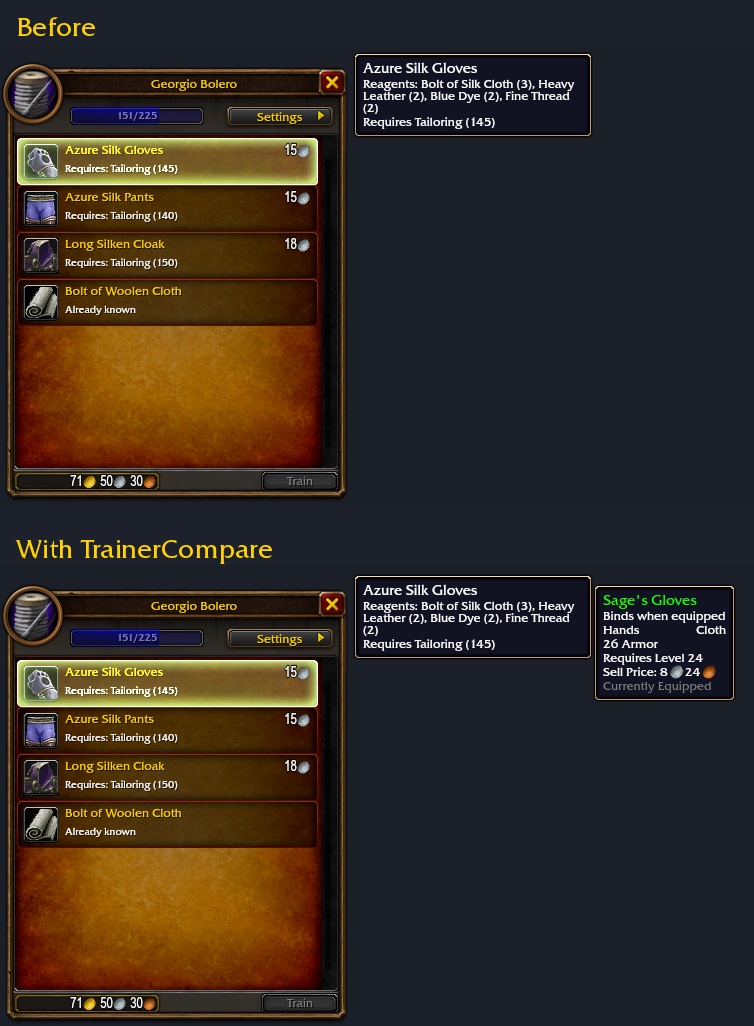 Before
Georgio Bolero
151/225
Settings
Azure Silk Gloves 15
Requires: Tailoring (145)
Azure Silk Pants 15
Requires: Tailoring (140)
Long Silken Cloak 18
Requires: Tailoring (150)
Bolt of Woolen Cloth
Already known
71 50 30
Train
Azure Silk Gloves
Reagents: Bolt of Silk Cloth (3), Heavy
Leather (2), Blue Dye (2), Fine Thread
(2)
Requires Tailoring (145)
With TrainerCompare
Georgio Bolero
151/225
Settings
Azure Silk Gloves 15
Requires: Tailoring (145)
Azure Silk Pants 15
Requires: Tailoring (140)
Long Silken Cloak 18
Requires: Tailoring (150)
Bolt of Woolen Cloth
Already known
71 50 30
Train
Azure Silk Gloves
Reagents: Bolt of Silk Cloth (3), Heavy
Leather (2), Blue Dye (2), Fine Thread
(2)
Requires Tailoring (145)
Sage's Gloves
Binds when equipped
Hands Cloth
26 Armor
Requires Level 24
Sell Price: 8 24
Currently Equipped